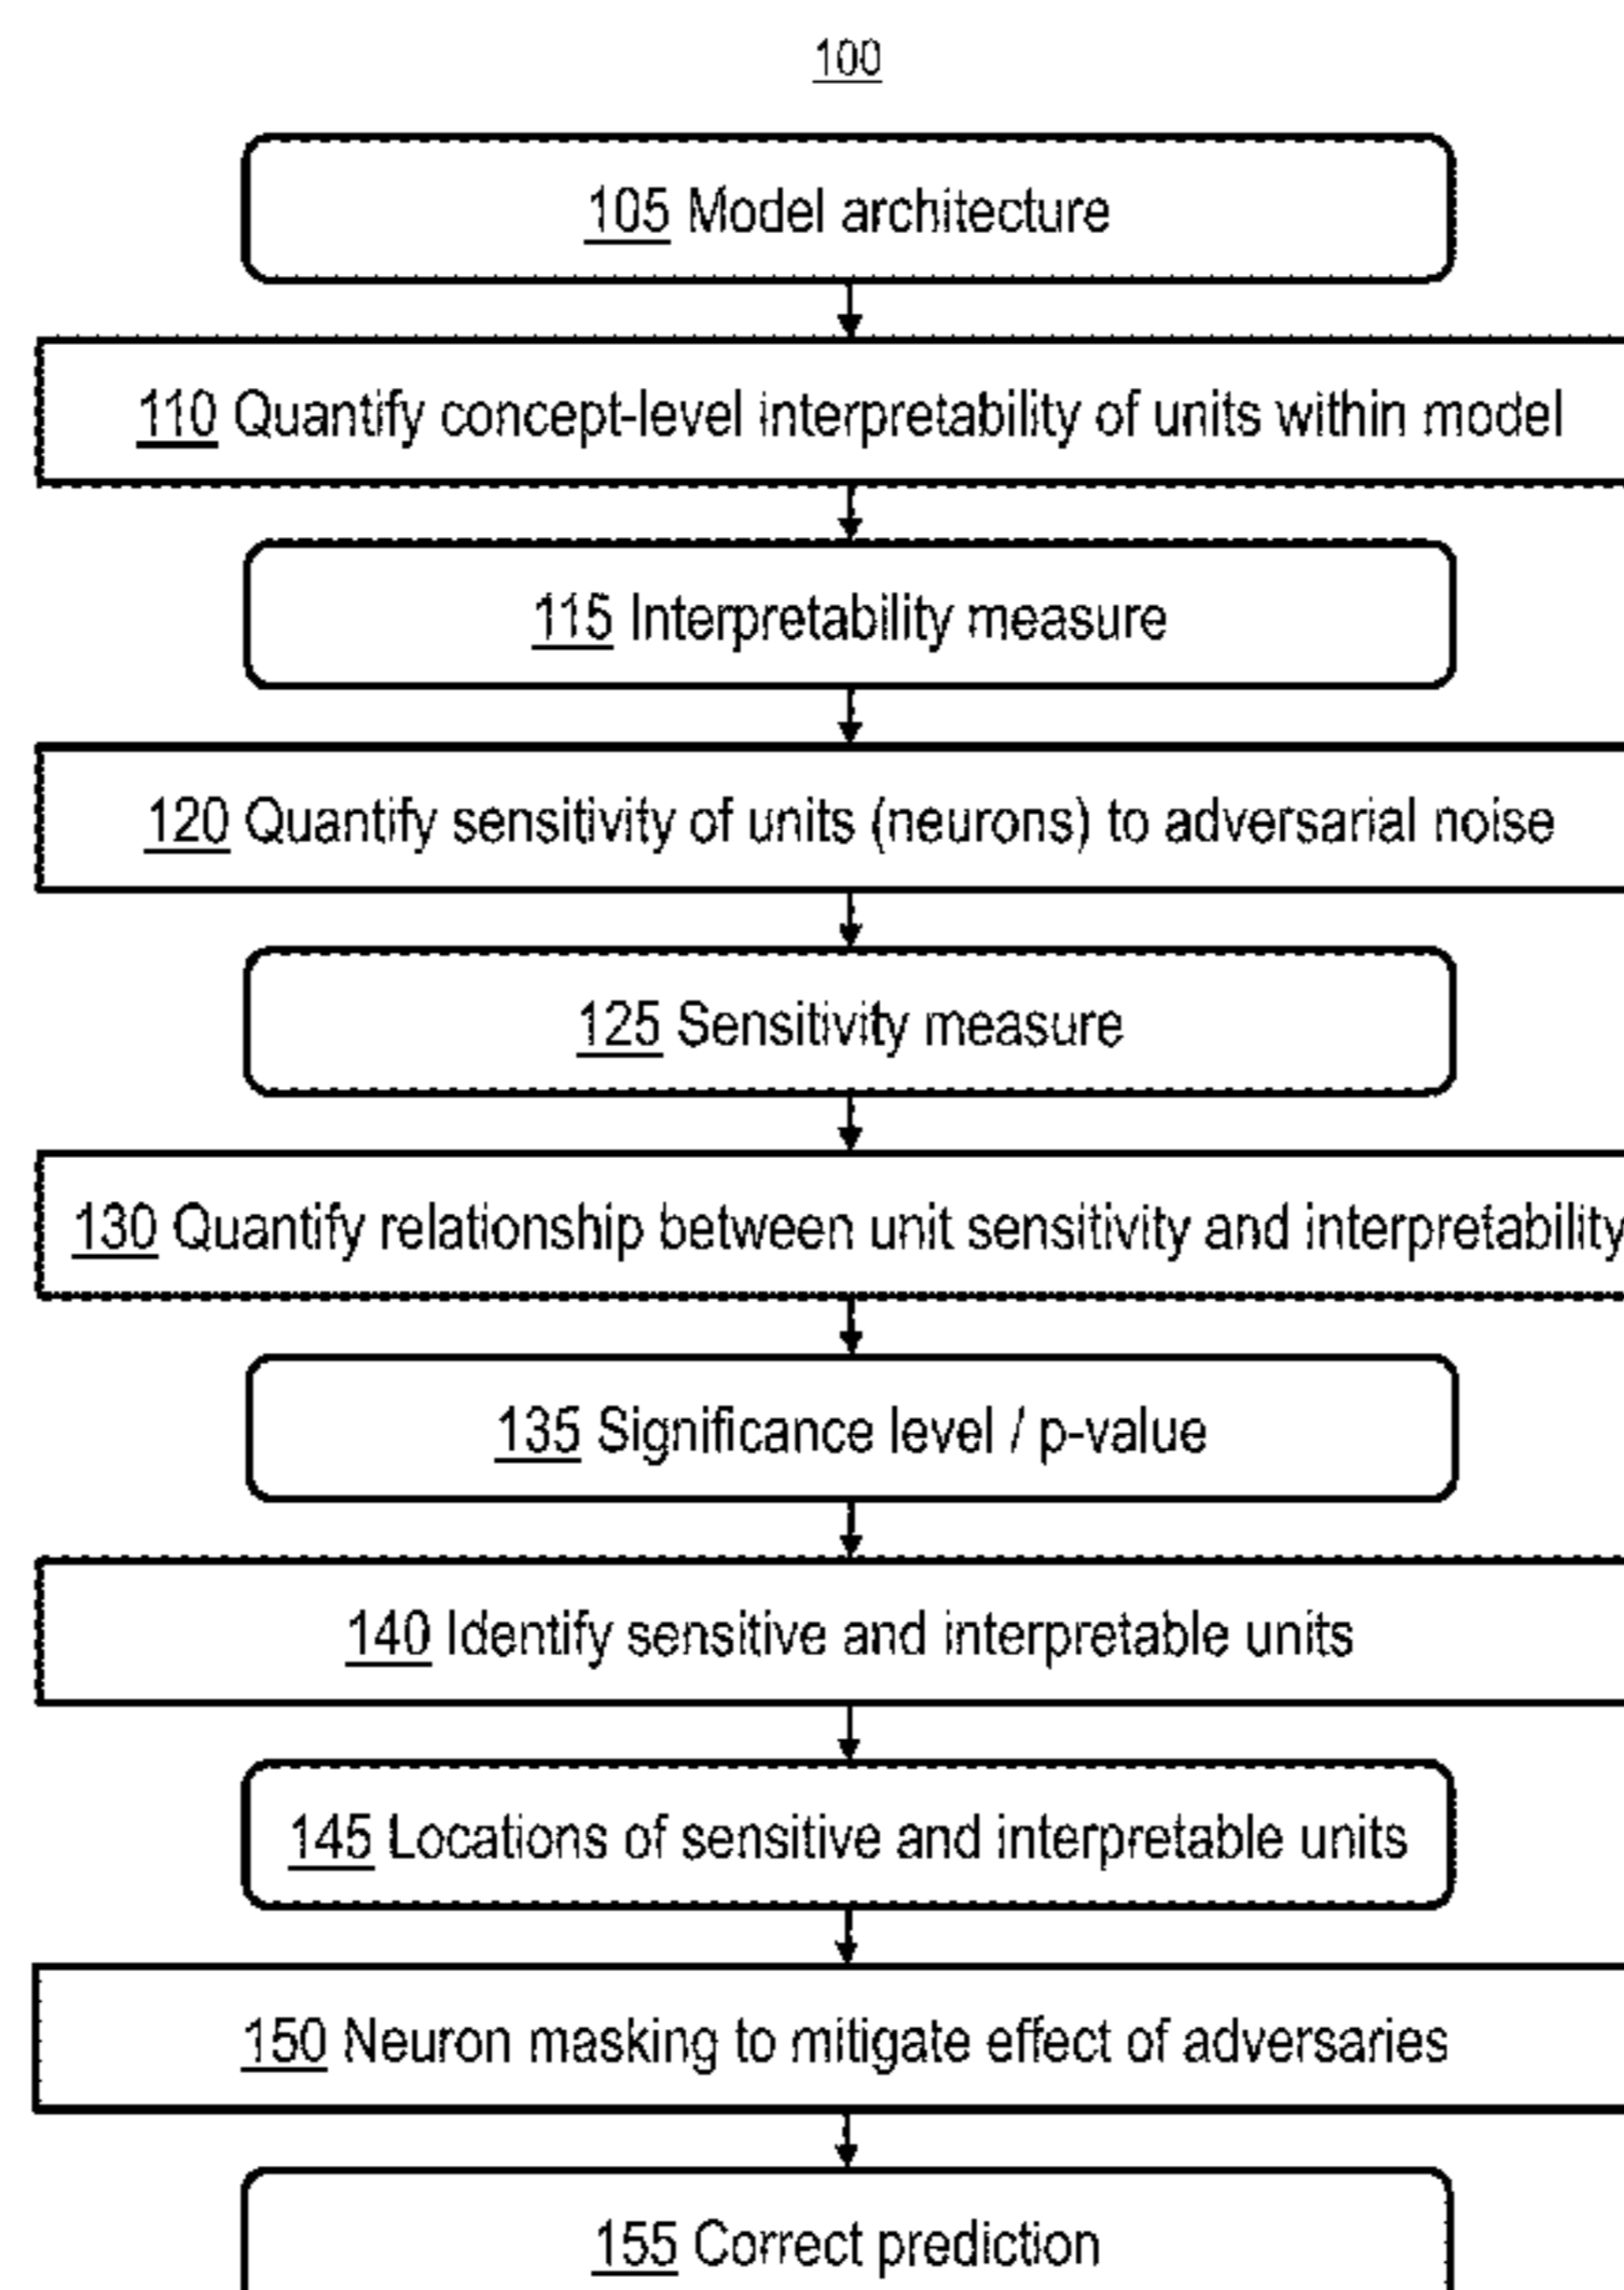 100
105 Model architecture
110 Quantify concept-level interpretability of units within model
115 Interpretability measure
120 Quantify sensitivity of units (neurons) to adversarial noise
125 Sensitivity measure
130 Quantify relationship between unit sensitivity and interpretability
135 Significance level / p-value
140 Identify sensitive and interpretable units
145 Locations of sensitive and interpretable units
150 Neuron masking to mitigate effect of adversaries
155 Correct prediction